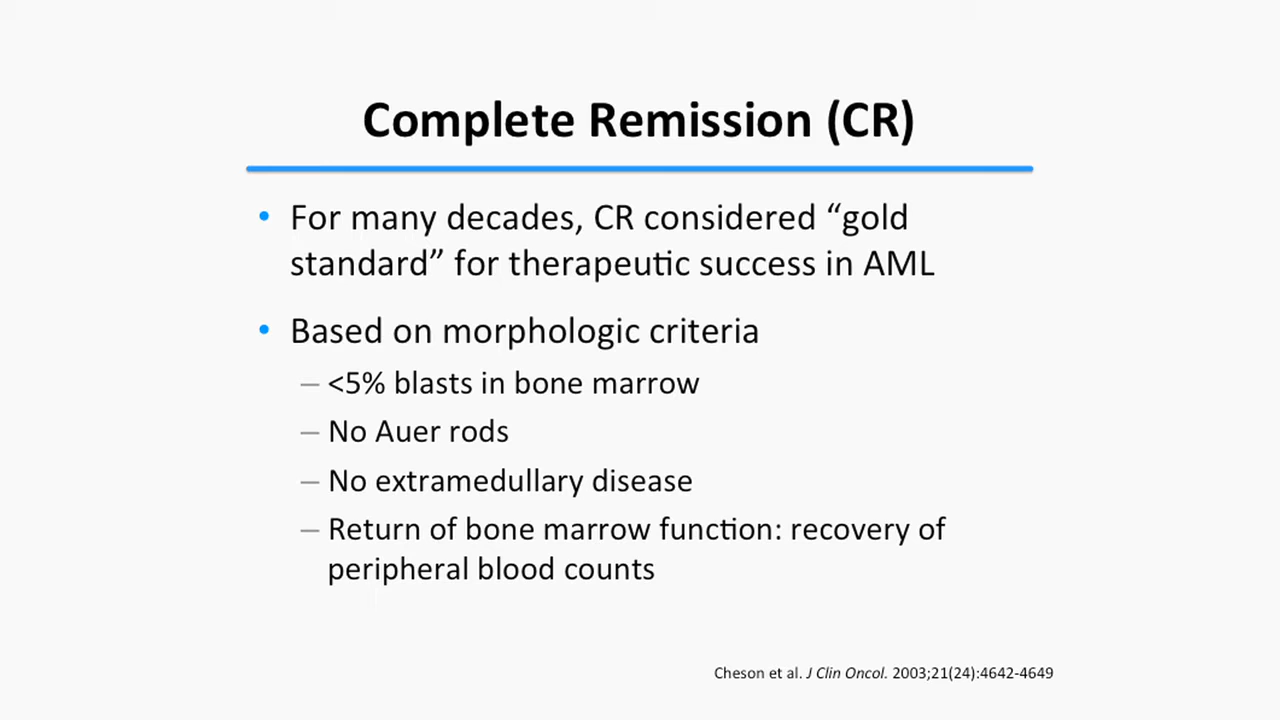 Complete Remission (CR)
• For many decades, CR considered “gold
standard” for therapeutic success in AML
• Based on morphologic criteria
– <5% blasts in bone marrow
– No Auer rods
– No extramedullary disease
– Return of bone marrow function: recovery of
peripheral blood counts
Cheson et al. J Clin Oncol. 2003;21(24):4642-4649